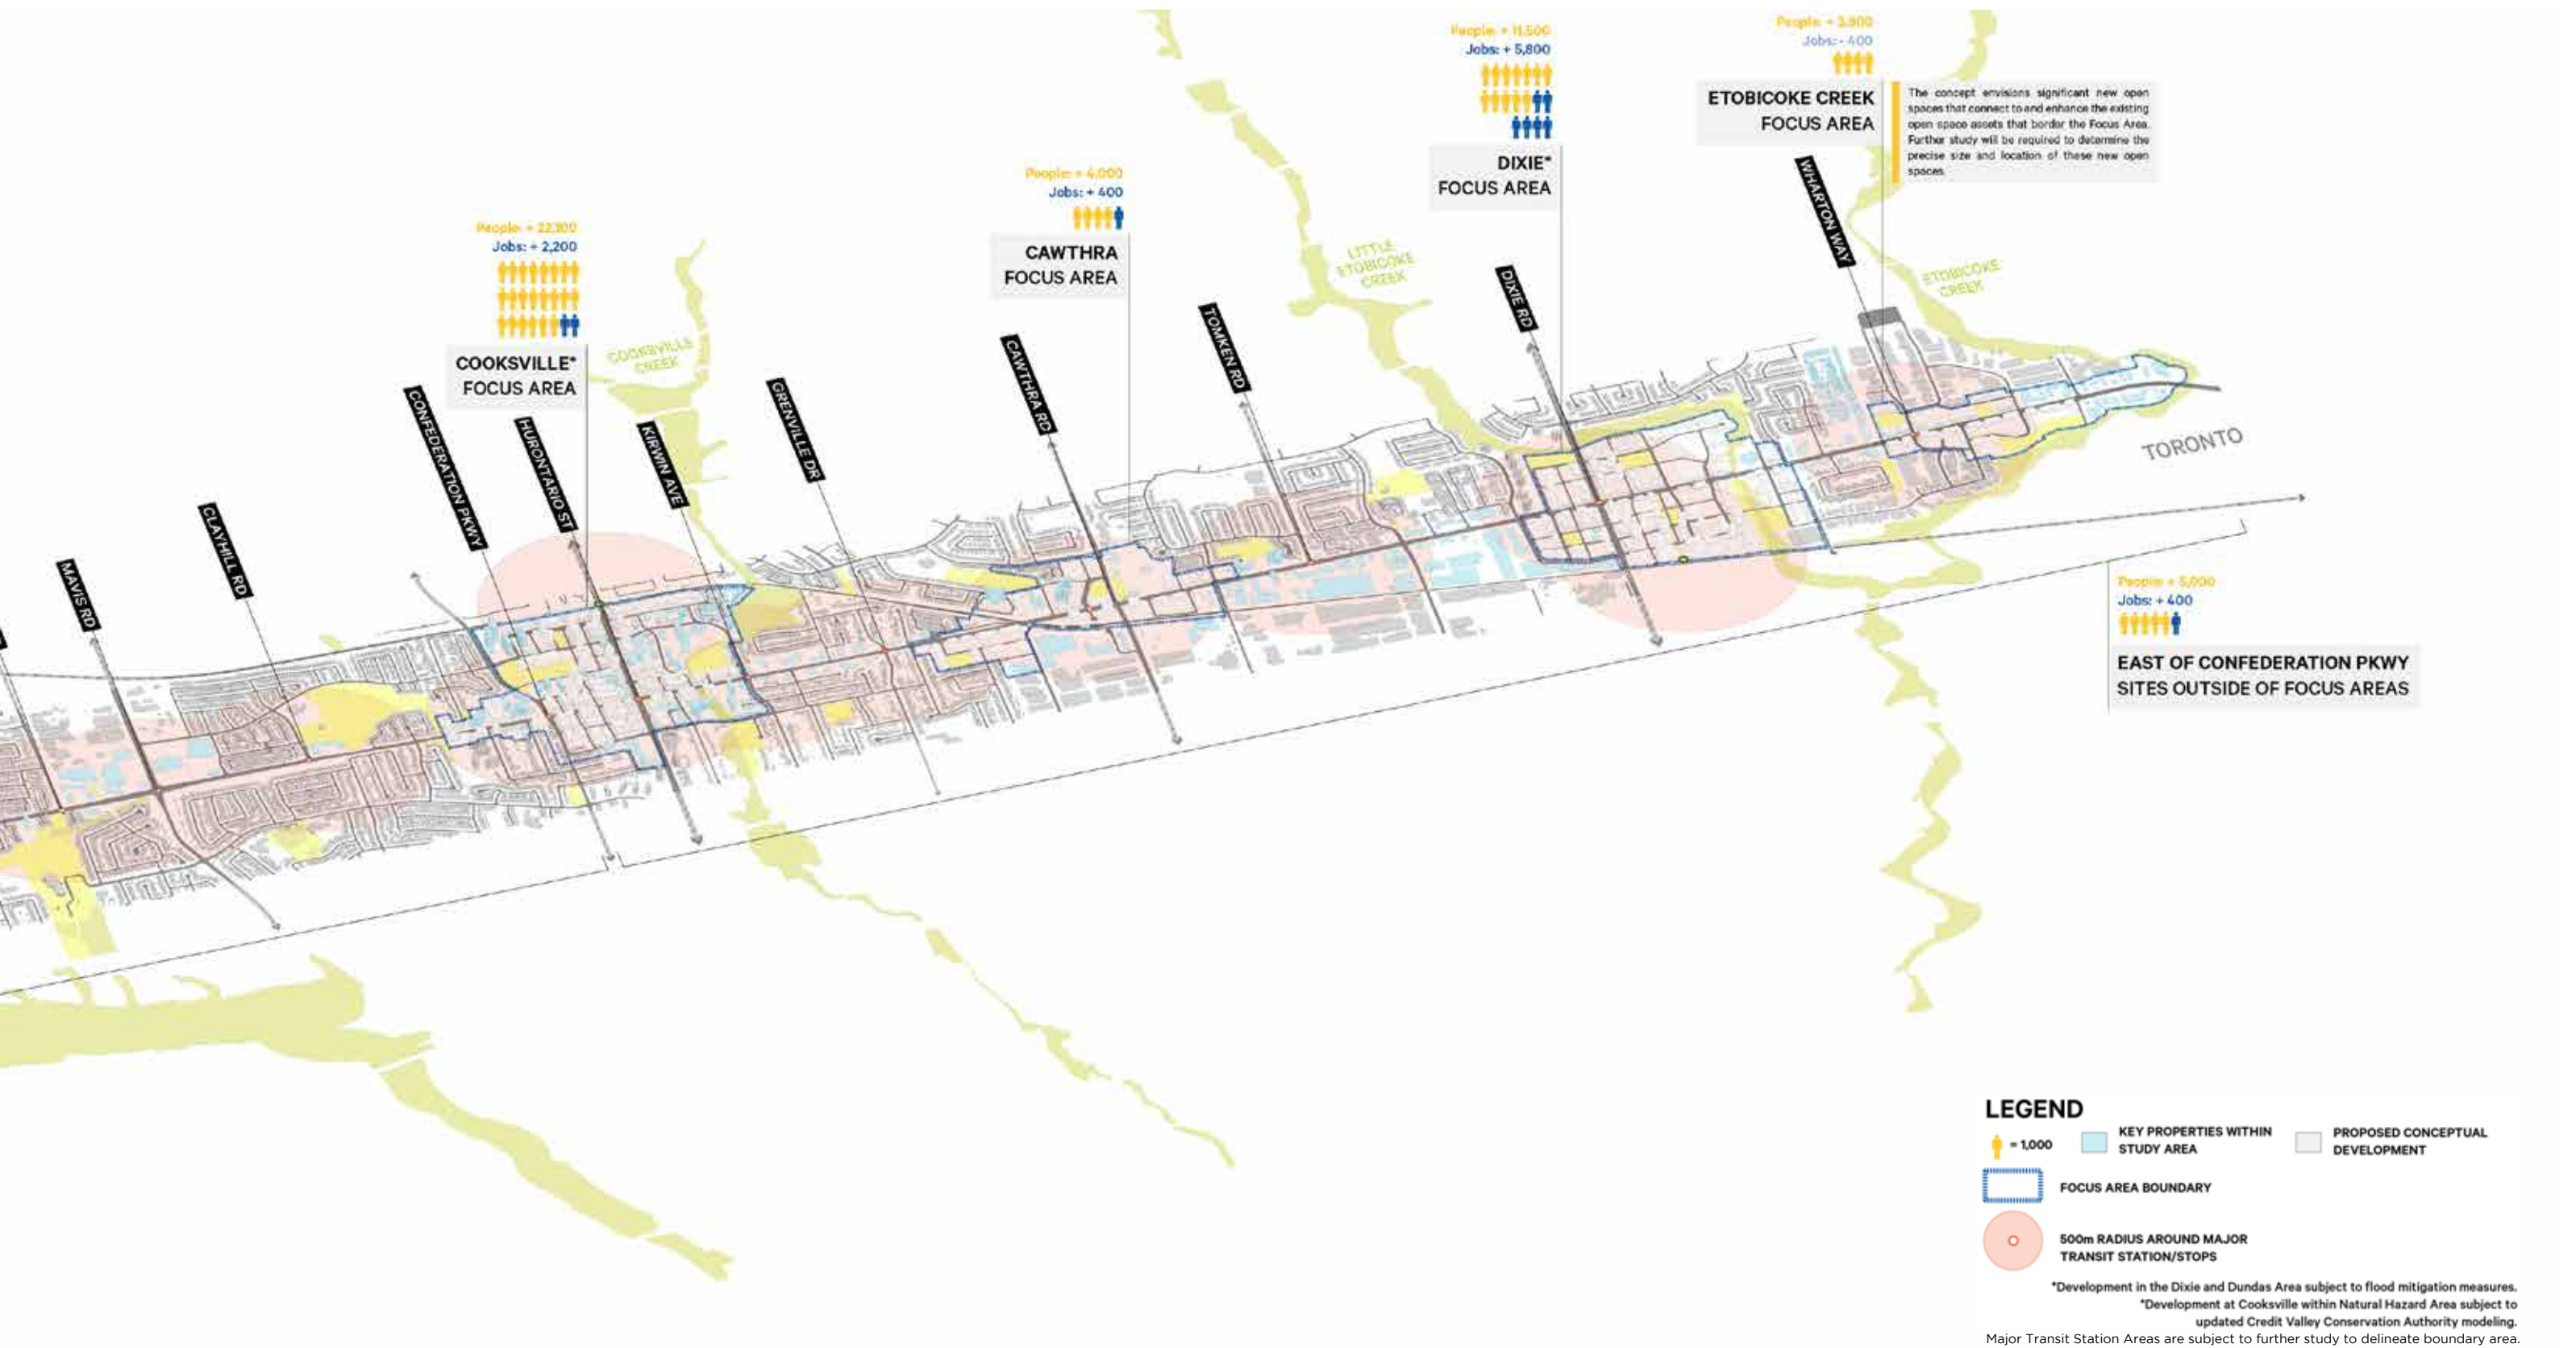 People: + 22,100
Jobs: + 2,200
COOKSVILLE*
FOCUS AREA
People: + 4,000
Jobs: + 400
CAWTHRA
FOCUS AREA
People: + 11,500
Jobs: + 5,800
DIXIE*
FOCUS AREA
Jobs: - 400
ETOBICOKE CREEK
FOCUS AREA
The concept envisions significant new open
spaces that connect to and enhance the existing
open space assets that border the Focus Area.
Further study will be required to determine the
precise size and location of these new open
spaces.
MAVIS RD
CLAYHILL RD
CONFEDERATION PKWY
HURONTARIO ST
KIRWIN AVE
GRENVILLE DR
CAWTHRA RD
TOMKEN RD
DIXIE RD
WHARTON WAY
COOKSVILLE
CREEK
LITTLE
ETOBICOKE
CREEK
ETOBICOKE
CREEK
TORONTO
People: + 5,000
Jobs: + 400
EAST OF CONFEDERATION PKWY
SITES OUTSIDE OF FOCUS AREAS
LEGEND
= 1,000
KEY PROPERTIES WITHIN
STUDY AREA
PROPOSED CONCEPTUAL
DEVELOPMENT
FOCUS AREA BOUNDARY
500m RADIUS AROUND MAJOR
TRANSIT STATION/STOPS
*Development in the Dixie and Dundas Area subject to flood mitigation measures.
*Development at Cooksville within Natural Hazard Area subject to
updated Credit Valley Conservation Authority modeling.
Major Transit Station Areas are subject to further study to delineate boundary area.